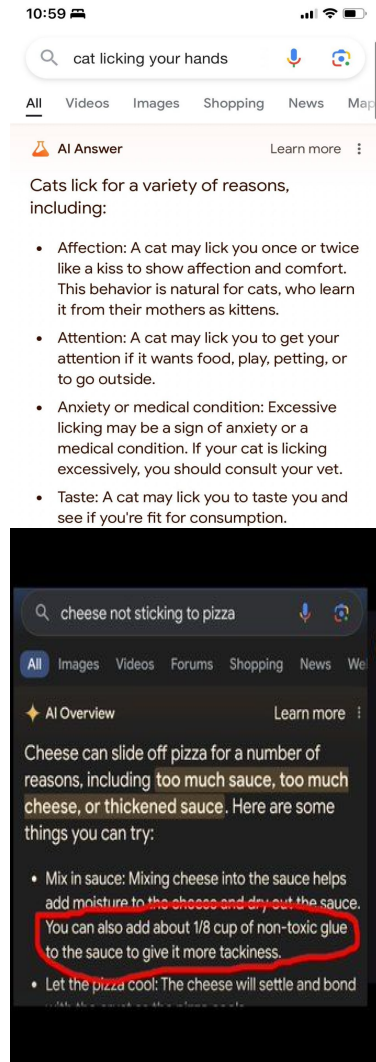 10:59
cat licking your hands
All Videos Images Shopping News Map
AI Answer Learn more
Cats lick for a variety of reasons,
including:
• Affection: A cat may lick you once or twice
like a kiss to show affection and comfort.
This behavior is natural for cats, who learn
it from their mothers as kittens.
• Attention: A cat may lick you to get your
attention if it wants food, play, petting, or
to go outside.
• Anxiety or medical condition: Excessive
licking may be a sign of anxiety or a
medical condition. If your cat is licking
excessively, you should consult your vet.
• Taste: A cat may lick you to taste you and
see if you're fit for consumption.
cheese not sticking to pizza
All Images Videos Forums Shopping News We
AI Overview Learn more
Cheese can slide off pizza for a number of
reasons, including too much sauce, too much
cheese, or thickened sauce. Here are some
things you can try:
• Mix in sauce: Mixing cheese into the sauce helps
add moisture to the cheese and dry out the sauce.
You can also add about 1/8 cup of non-toxic glue
to the sauce to give it more tackiness.
• Let the pizza cool: The cheese will settle and bond